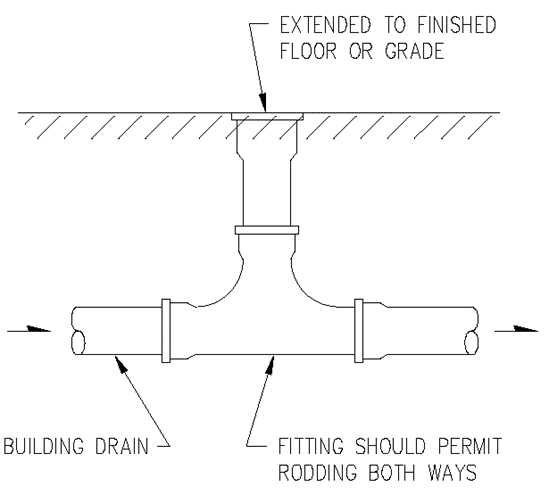 EXTENDED TO FINISHED
FLOOR OR GRADE
BUILDING DRAIN
FITTING SHOULD PERMIT
RODDING BOTH WAYS